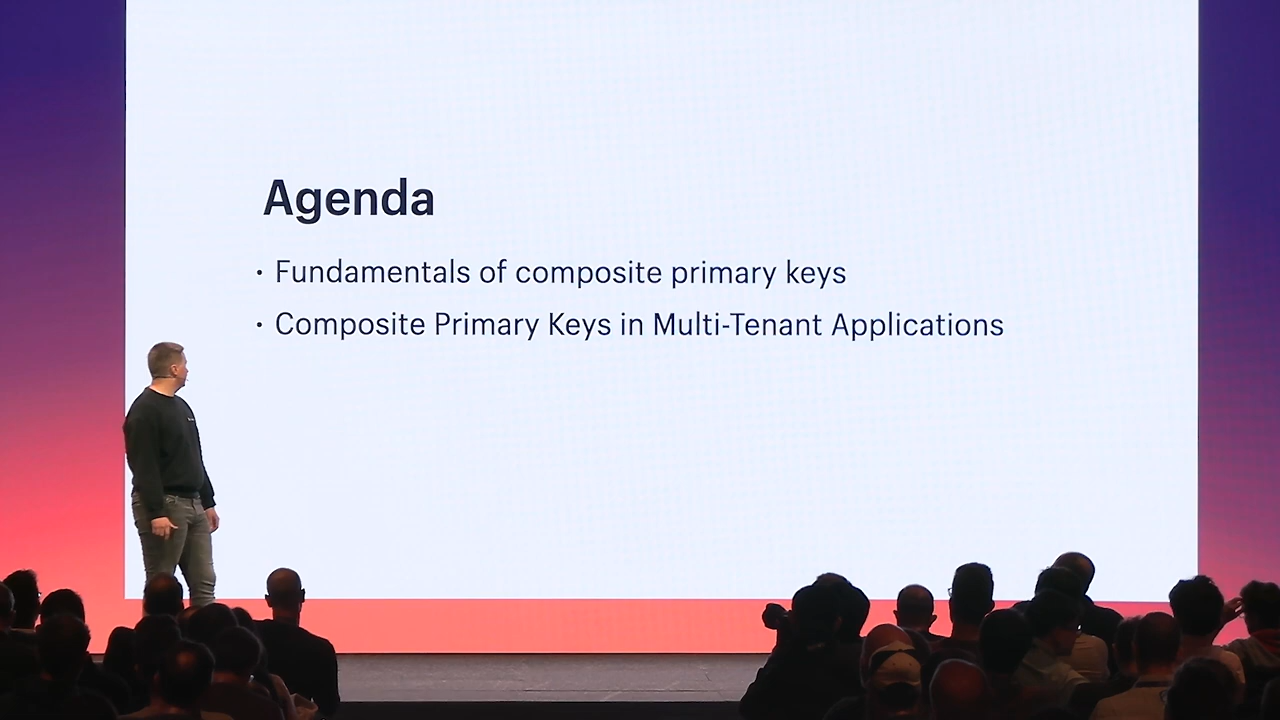 Agenda
• Fundamentals of composite primary keys
• Composite Primary Keys in Multi-Tenant Applications